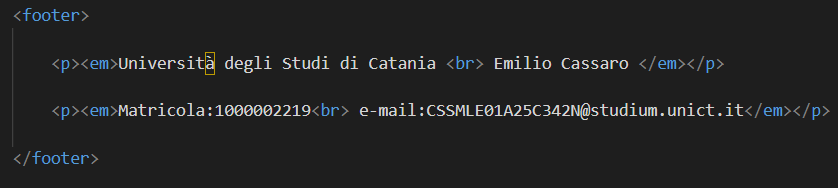 <footer>
<p><em>Università degli Studi di Catania <br> Emilio Cassaro </em></p>
<p><em>Matricola:1000002219<br> e-mail:CSSMLE01A25C342N@studium.unict.it</em></p>
</footer>